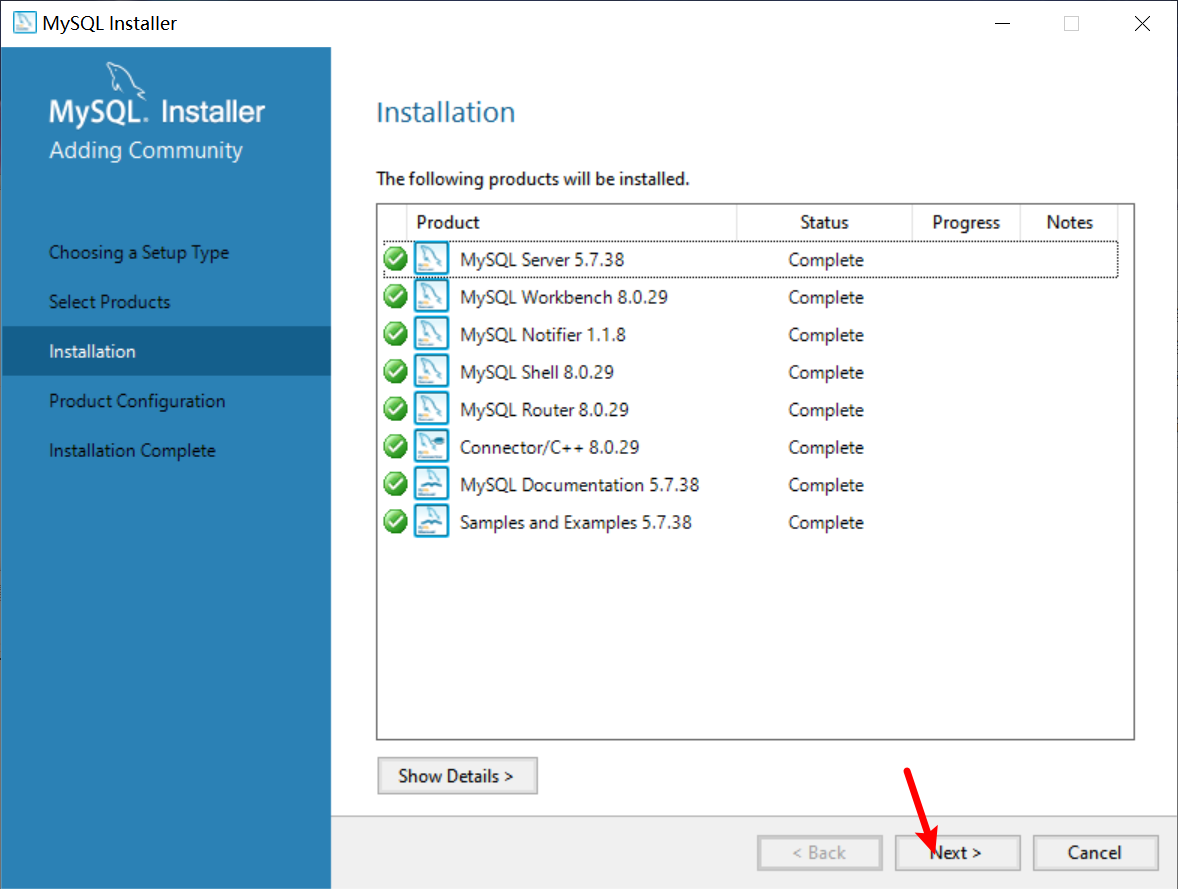 MySQL Installer
MySQL. Installer
Adding Community
Choosing a Setup Type
Select Products
Installation
Product Configuration
Installation Complete
Installation
The following products will be installed.
Product Status Progress Notes
MySQL Server 5.7.38 Complete
MySQL Workbench 8.0.29 Complete
MySQL Notifier 1.1.8 Complete
MySQL Shell 8.0.29 Complete
MySQL Router 8.0.29 Complete
Connector/C++ 8.0.29 Complete
MySQL Documentation 5.7.38 Complete
Samples and Examples 5.7.38 Complete
Show Details >
< Back Next > Cancel